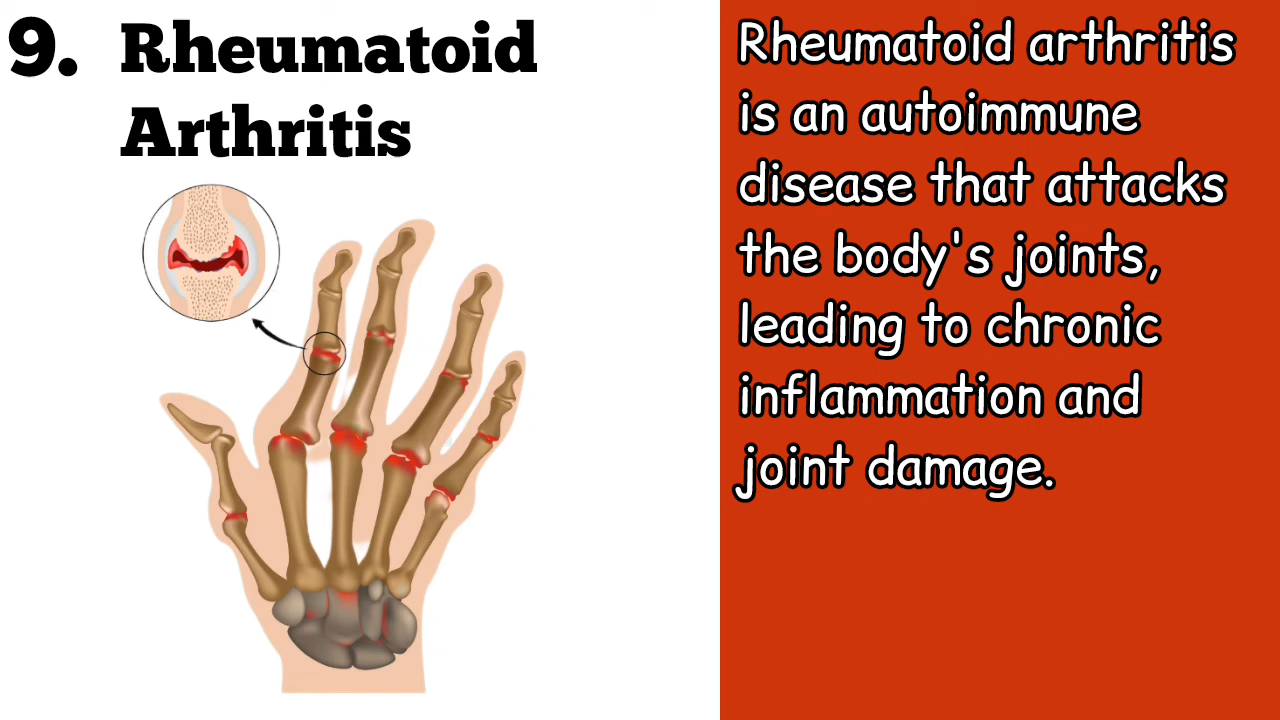 9. Rheumatoid
Arthritis
Rheumatoid arthritis
is an autoimmune
disease that attacks
the body's joints,
leading to chronic
inflammation and
joint damage.